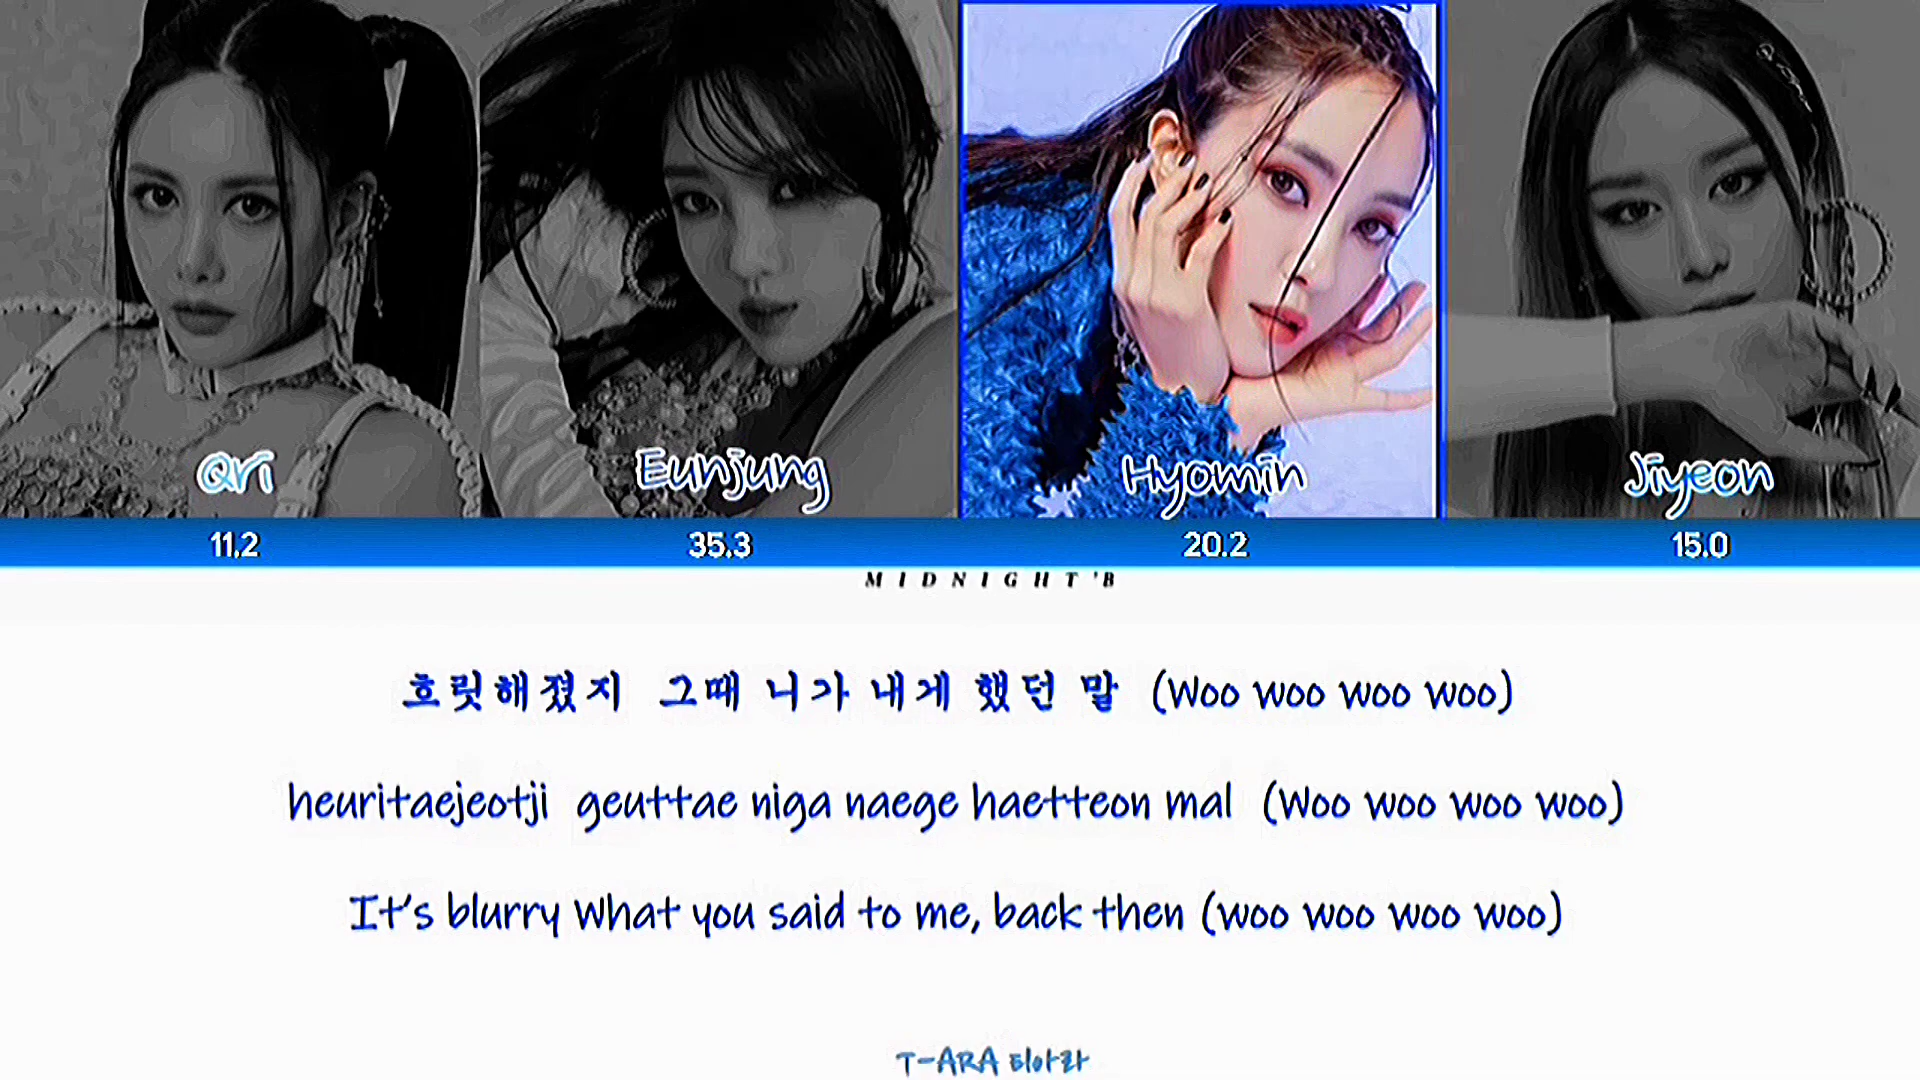 Qri Eunjung Hyomin Jiyeon
11.2 35.3 20.2 15.0
MIDNIGHT'B
흐릿해졌지 그때 니가 내게 했던 말 (Woo woo woo woo)
heuritaejeotji geuttae niga naege haetteon mal (Woo woo woo woo)
It's blurry What you said to me, back then (woo woo woo woo)
T-ARA 티아라